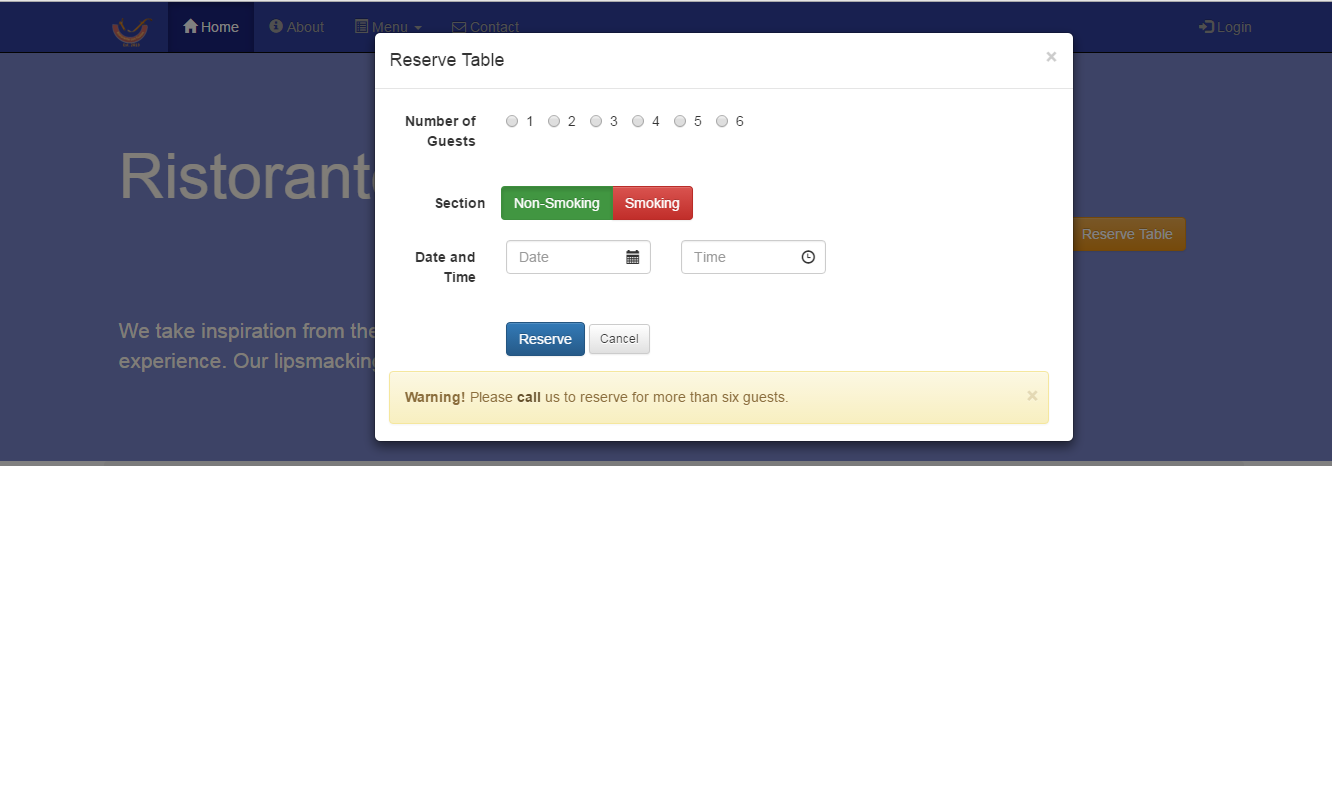 Home About Menu Contact Login
Reserve Table ×
Number of Guests 1 2 3 4 5 6
Ristorante
Section Non-Smoking Smoking
Reserve Table
Date and Time Date Time
We take inspiration from the
Reserve Cancel
experience. Our lipsmacking
Warning! Please call us to reserve for more than six guests. ×